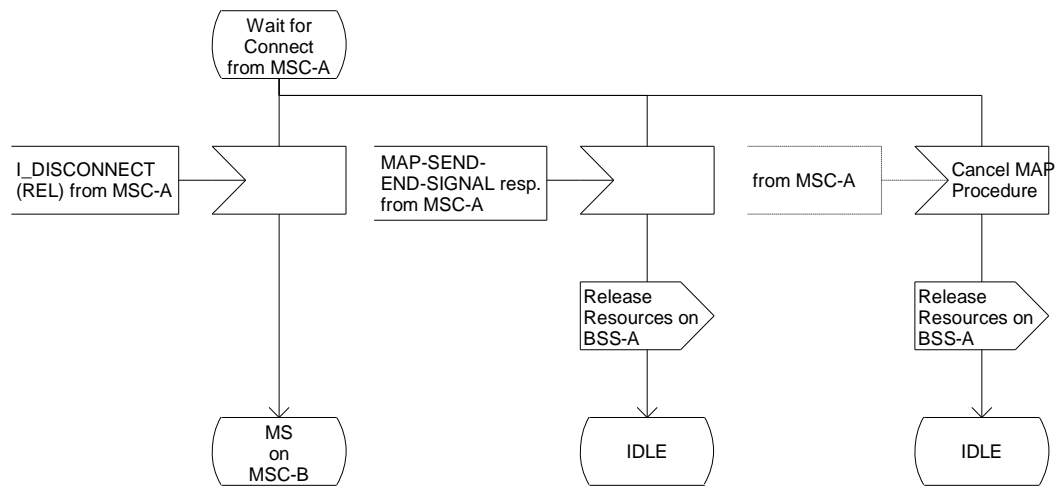 Wait for
Connect
from MSC-A
I_DISCONNECT
(REL) from MSC-A
MAP-SEND-
END-SIGNAL resp.
from MSC-A
from MSC-A
Cancel MAP
Procedure
Release
Resources on
BSS-A
Release
Resources on
BSS-A
MS
on
MSC-B
IDLE
IDLE